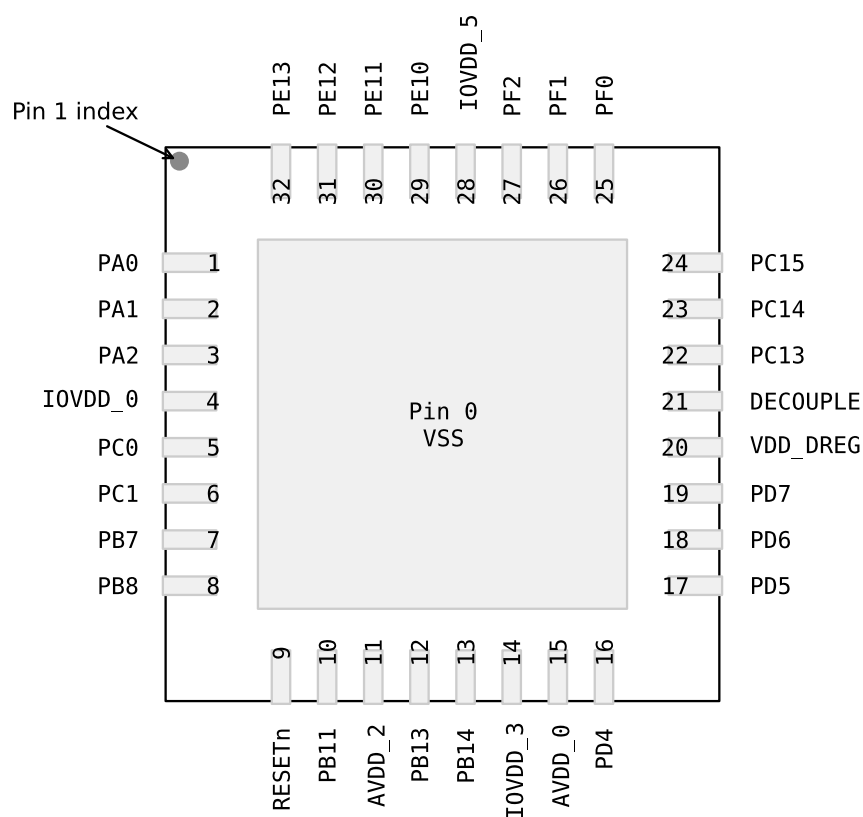 PE13 PE12 PE11 PE10 IOVDD_5 PF2 PF1 PF0
Pin 1 index
32 31 30 29 28 27 26 25
PA0 1 24 PC15
PA1 2 23 PC14
PA2 3 22 PC13
IOVDD_0 4 21 DECOUPLE
Pin 0
VSS
PC0 5 20 VDD_DREG
PC1 6 19 PD7
PB7 7 18 PD6
PB8 8 17 PD5
9 10 11 12 13 14 15 16
RESETn PB11 AVDD_2 PB13 PB14 IOVDD_3 AVDD_0 PD4